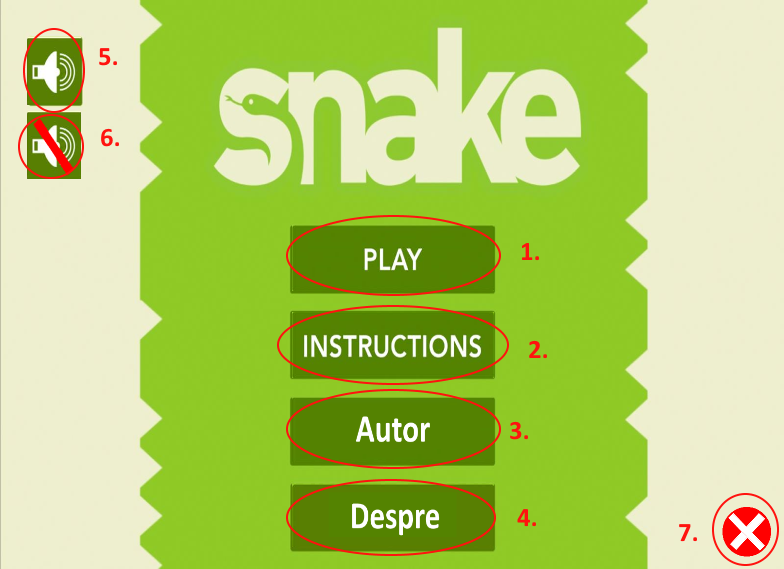 snake
5.
6.
PLAY 1.
INSTRUCTIONS 2.
Autor 3.
Despre 4.
7.